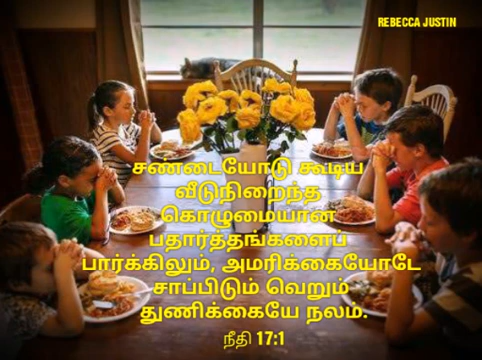 REBECCA JUSTIN
சண்டையோடு கூடிய
வீடுநிறைந்த
கொழுமையான
பதார்த்தங்களைப்
பார்க்கிலும், அமரிக்கையோடே
சாப்பிடும் வெறும்
துணிக்கையே நலம்.
நீதி 17:1